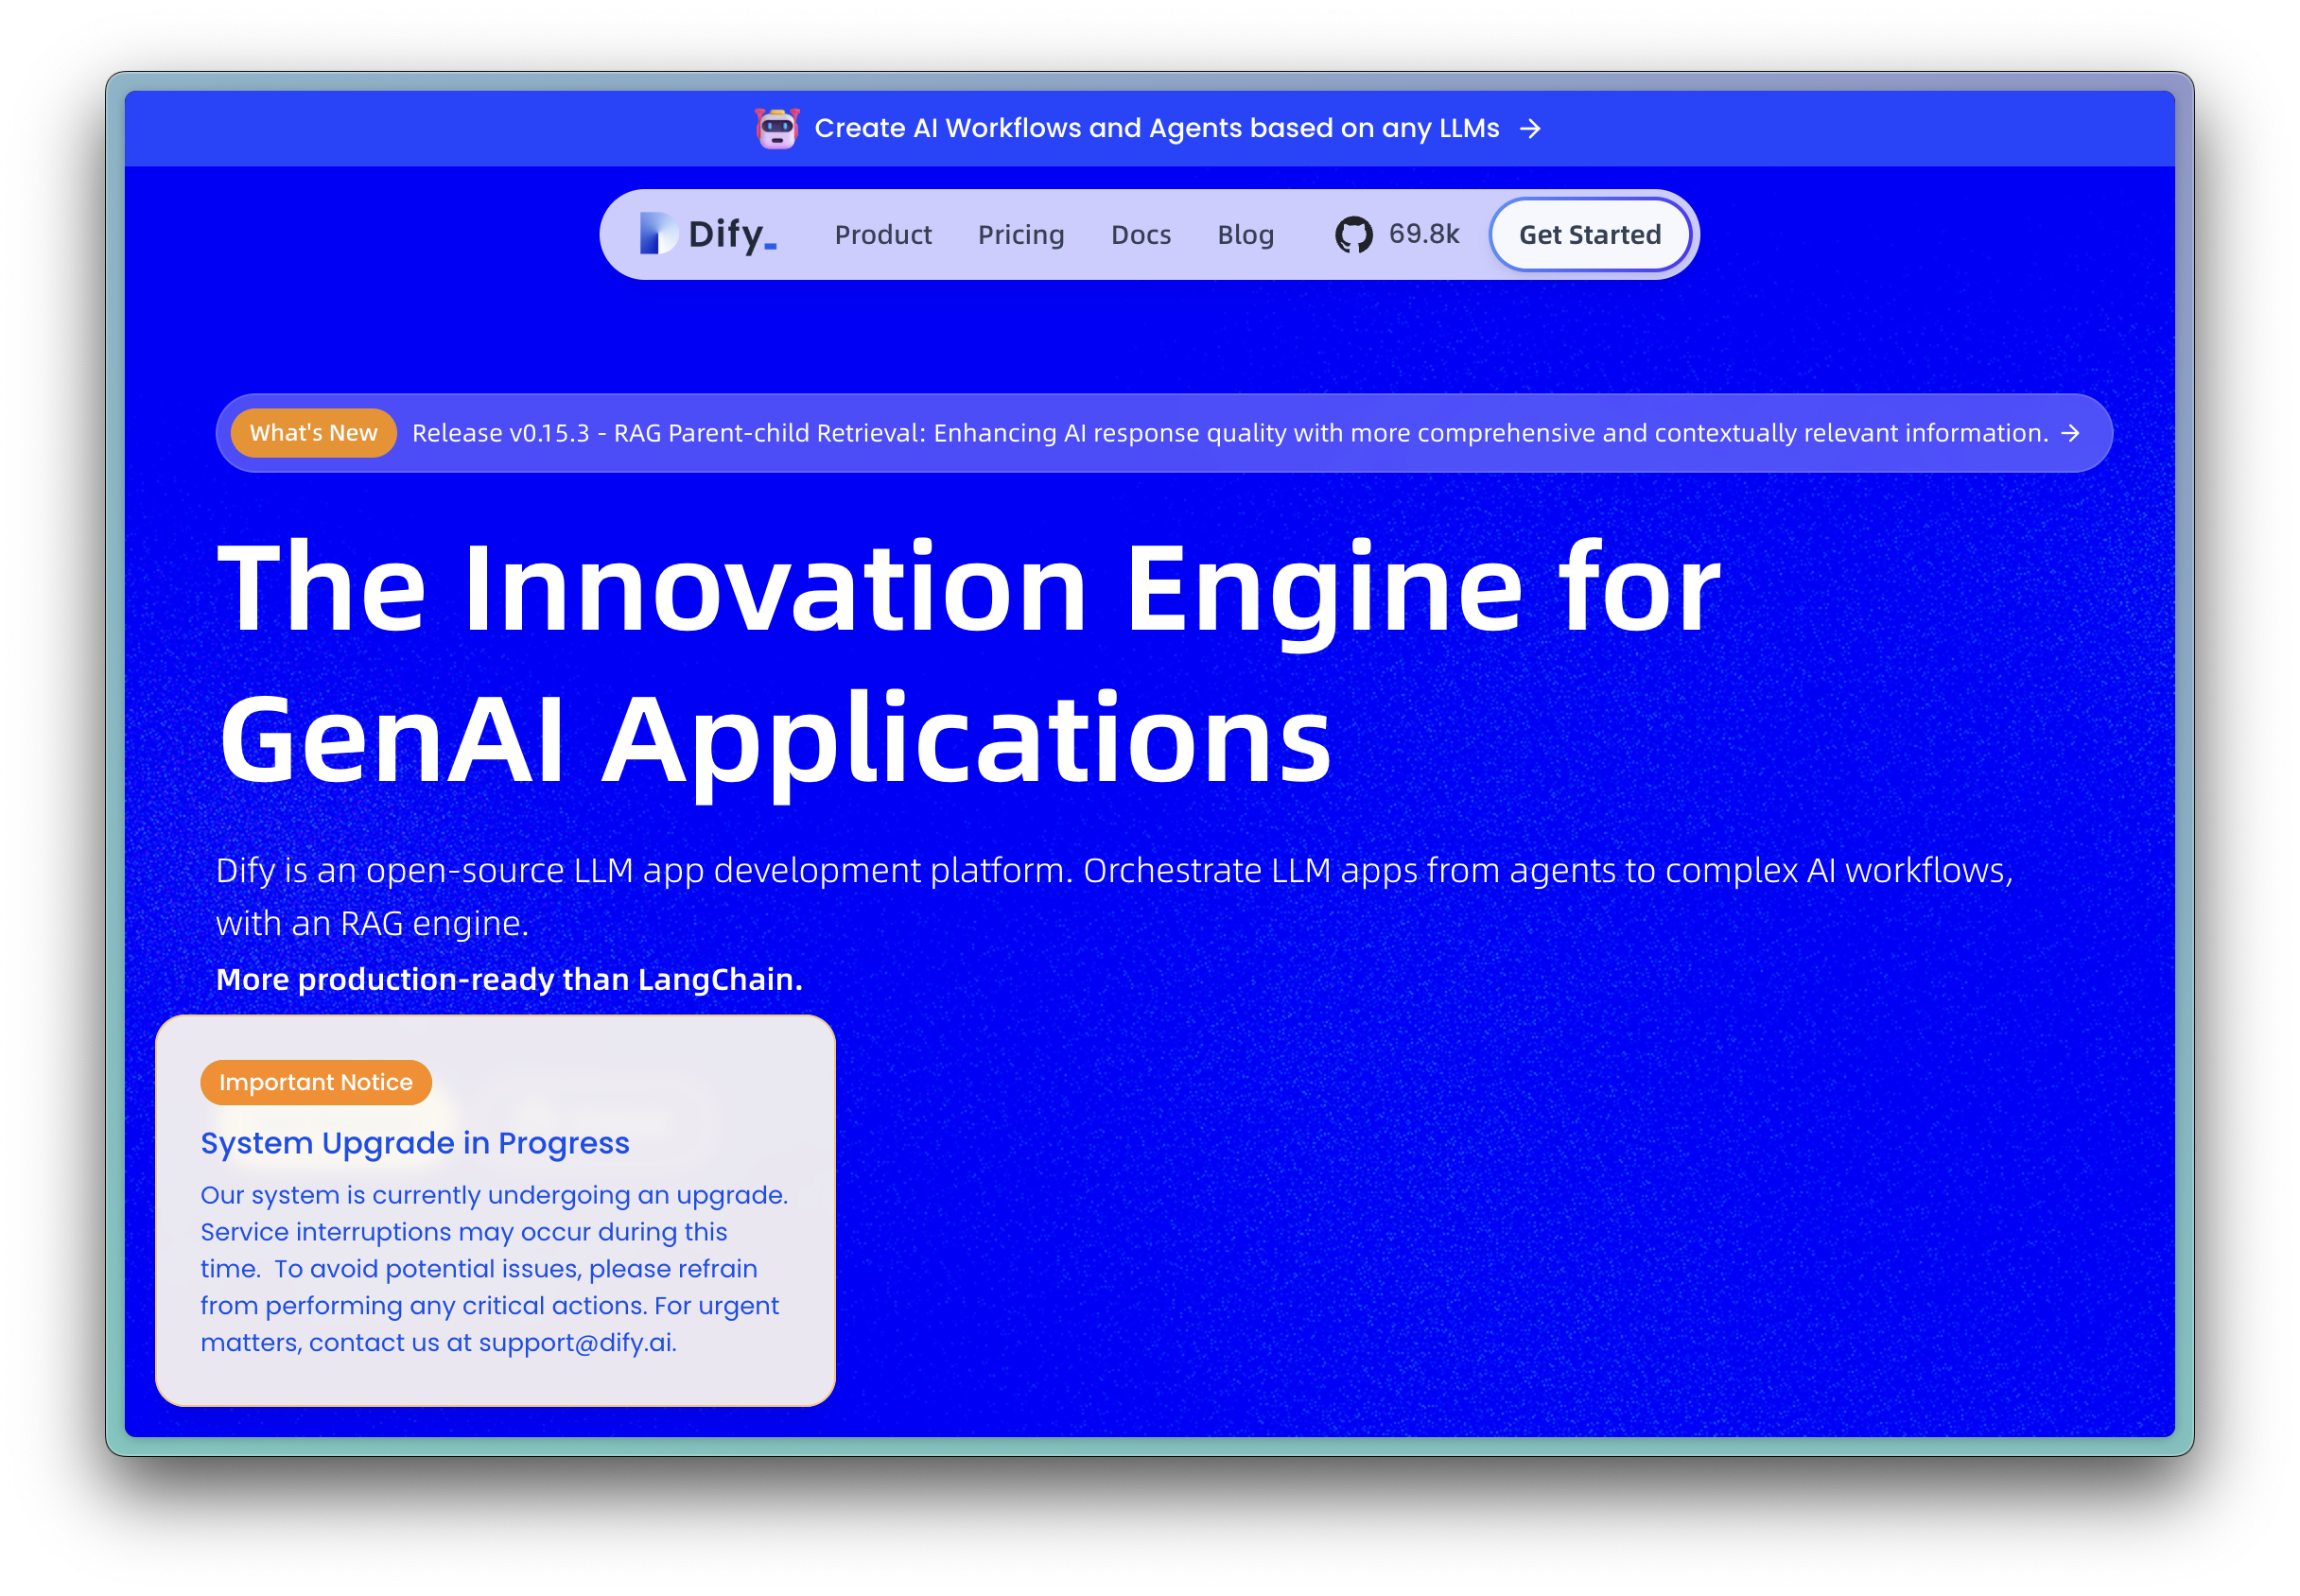 Create AI Workflows and Agents based on any LLMs →
Dify_ Product Pricing Docs Blog 69.8k Get Started
What's New Release v0.15.3 - RAG Parent-child Retrieval: Enhancing AI response quality with more comprehensive and contextually relevant information. →
The Innovation Engine for
GenAI Applications
Dify is an open-source LLM app development platform. Orchestrate LLM apps from agents to complex AI workflows,
with an RAG engine.
More production-ready than LangChain.
Important Notice
System Upgrade in Progress
Our system is currently undergoing an upgrade.
Service interruptions may occur during this
time.  To avoid potential issues, please refrain
from performing any critical actions. For urgent
matters, contact us at support@dify.ai.